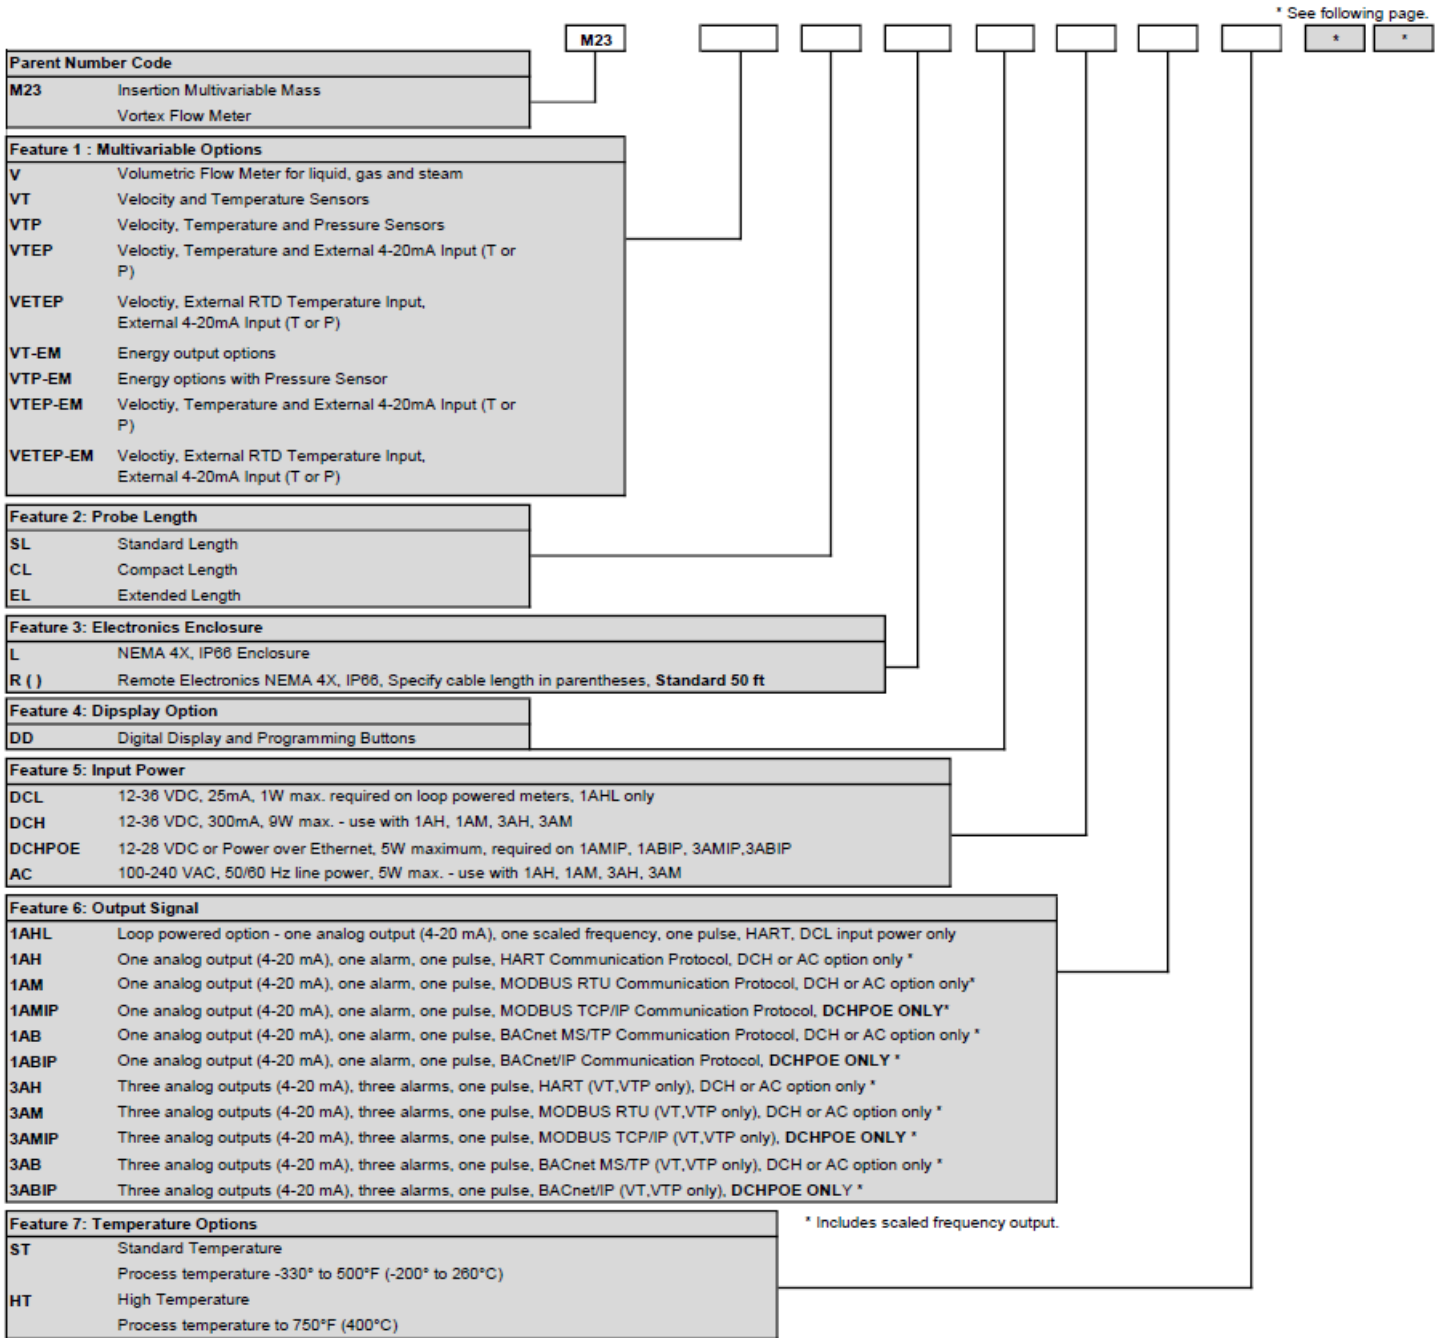 * See following page.
M23 * *
Parent Number Code
M23 Insertion Multivariable Mass
Vortex Flow Meter
Feature 1 : Multivariable Options
V Volumetric Flow Meter for liquid, gas and steam
VT Velocity and Temperature Sensors
VTP Velocity, Temperature and Pressure Sensors
VTEP Veloctiy, Temperature and External 4-20mA Input (T or
P)
VETEP Veloctiy, External RTD Temperature Input,
External 4-20mA Input (T or P)
VT-EM Energy output options
VTP-EM Energy options with Pressure Sensor
VTEP-EM Veloctiy, Temperature and External 4-20mA Input (T or
P)
VETEP-EM Veloctiy, External RTD Temperature Input,
External 4-20mA Input (T or P)
Feature 2: Probe Length
SL Standard Length
CL Compact Length
EL Extended Length
Feature 3: Electronics Enclosure
L NEMA 4X, IP66 Enclosure
R ( ) Remote Electronics NEMA 4X, IP66, Specify cable length in parentheses, Standard 50 ft
Feature 4: Dipsplay Option
DD Digital Display and Programming Buttons
Feature 5: Input Power
DCL 12-36 VDC, 25mA, 1W max. required on loop powered meters, 1AHL only
DCH 12-36 VDC, 300mA, 9W max. - use with 1AH, 1AM, 3AH, 3AM
DCHPOE 12-28 VDC or Power over Ethernet, 5W maximum, required on 1AMIP, 1ABIP, 3AMIP,3ABIP
AC 100-240 VAC, 50/60 Hz line power, 5W max. - use with 1AH, 1AM, 3AH, 3AM
Feature 6: Output Signal
1AHL Loop powered option - one analog output (4-20 mA), one scaled frequency, one pulse, HART, DCL input power only
1AH One analog output (4-20 mA), one alarm, one pulse, HART Communication Protocol, DCH or AC option only *
1AM One analog output (4-20 mA), one alarm, one pulse, MODBUS RTU Communication Protocol, DCH or AC option only*
1AMIP One analog output (4-20 mA), one alarm, one pulse, MODBUS TCP/IP Communication Protocol, DCHPOE ONLY*
1AB One analog output (4-20 mA), one alarm, one pulse, BACnet MS/TP Communication Protocol, DCH or AC option only *
1ABIP One analog output (4-20 mA), one alarm, one pulse, BACnet/IP Communication Protocol, DCHPOE ONLY *
3AH Three analog outputs (4-20 mA), three alarms, one pulse, HART (VT,VTP only), DCH or AC option only *
3AM Three analog outputs (4-20 mA), three alarms, one pulse, MODBUS RTU (VT,VTP only), DCH or AC option only *
3AMIP Three analog outputs (4-20 mA), three alarms, one pulse, MODBUS TCP/IP (VT,VTP only), DCHPOE ONLY *
3AB Three analog outputs (4-20 mA), three alarms, one pulse, BACnet MS/TP (VT,VTP only), DCH or AC option only *
3ABIP Three analog outputs (4-20 mA), three alarms, one pulse, BACnet/IP (VT,VTP only), DCHPOE ONLY *
Feature 7: Temperature Options
* Includes scaled frequency output.
ST Standard Temperature
Process temperature -330° to 500°F (-200° to 260°C)
HT High Temperature
Process temperature to 750°F (400°C)